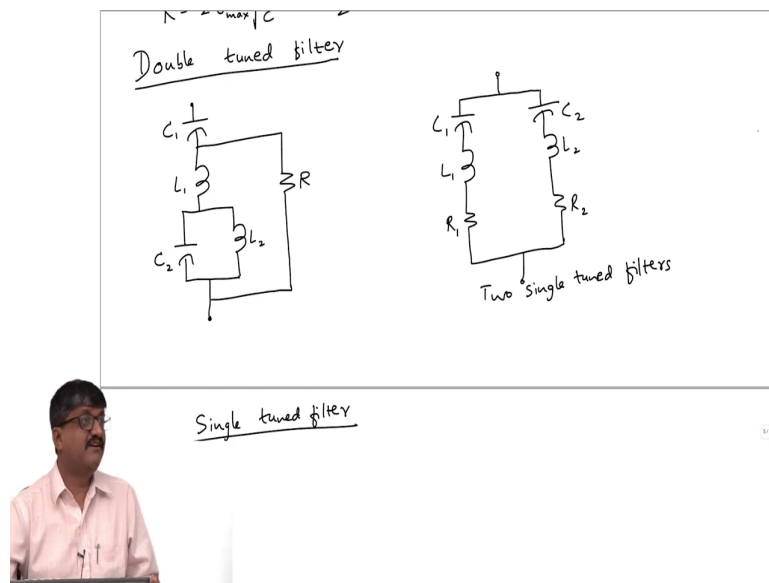 Double tuned filter
C₁
L₁
R
C₂
L₂
C₁
C₂
L₁
L₂
R₁
R₂
Two single tuned filters
Single tuned filter